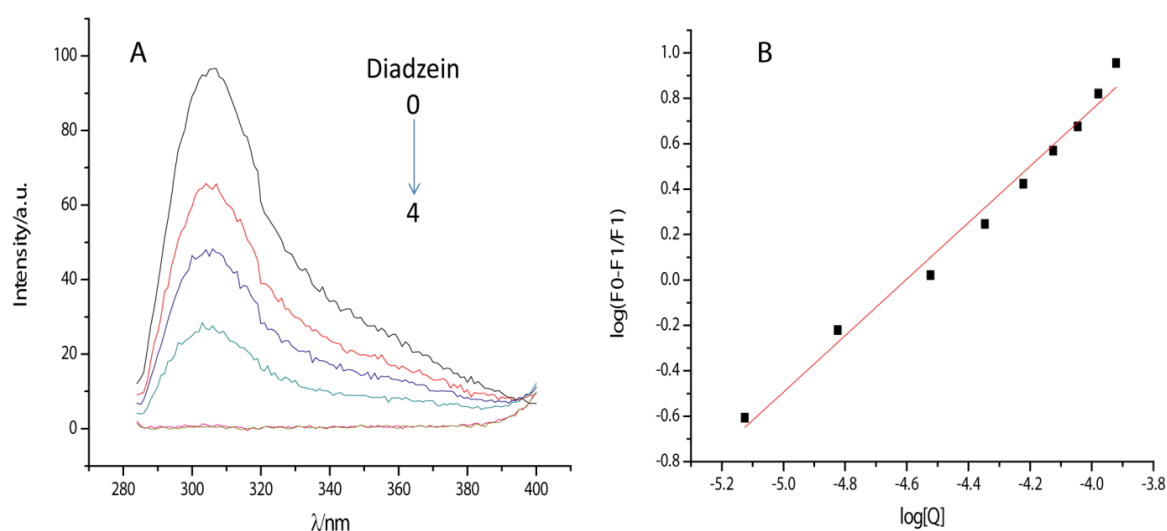 A
Diadzein
0
4
100
80
60
40
20
0
Intensity/a.u.
280 300 320 340 360 380 400
λ/nm
B
1.0
0.8
0.6
0.4
0.2
0.0
-0.2
-0.4
-0.6
-0.8
log(F0-F1/F1)
-5.2 -5.0 -4.8 -4.6 -4.4 -4.2 -4.0 -3.8
log[Q]